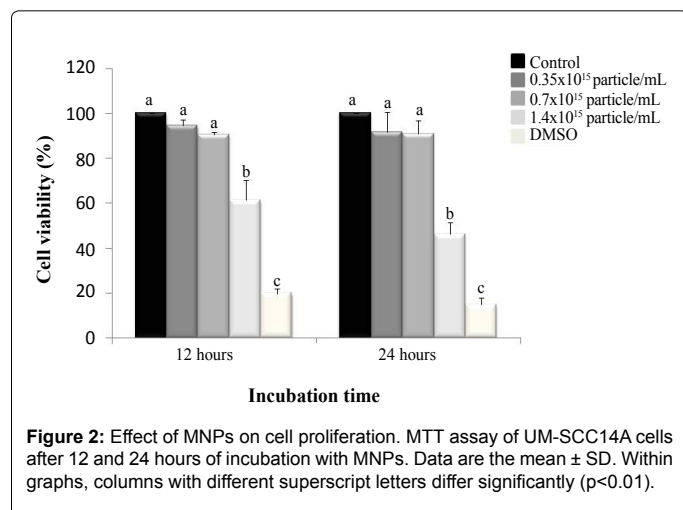 120
100
80
60
40
20
0
Cell viability (%)
a a a b c
a a a b c
12 hours 24 hours
Incubation time
Control
0.35x10¹⁵ particle/mL
0.7x10¹⁵ particle/mL
1.4x10¹⁵ particle/mL
DMSO
Figure 2: Effect of MNPs on cell proliferation. MTT assay of UM-SCC14A cells
after 12 and 24 hours of incubation with MNPs. Data are the mean ± SD. Within
graphs, columns with different superscript letters differ significantly (p<0.01).